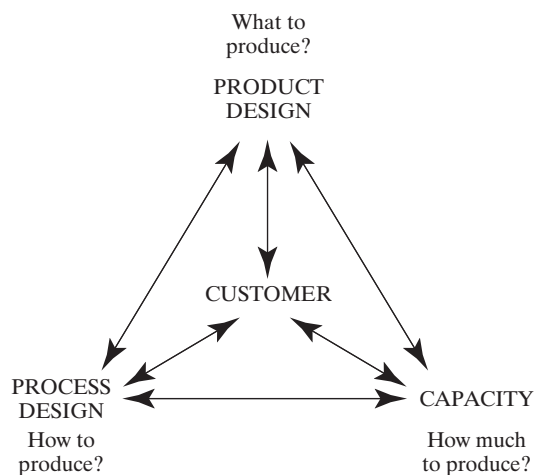 What to
produce?
PRODUCT
DESIGN
CUSTOMER
PROCESS
DESIGN
How to
produce?
CAPACITY
How much
to produce?